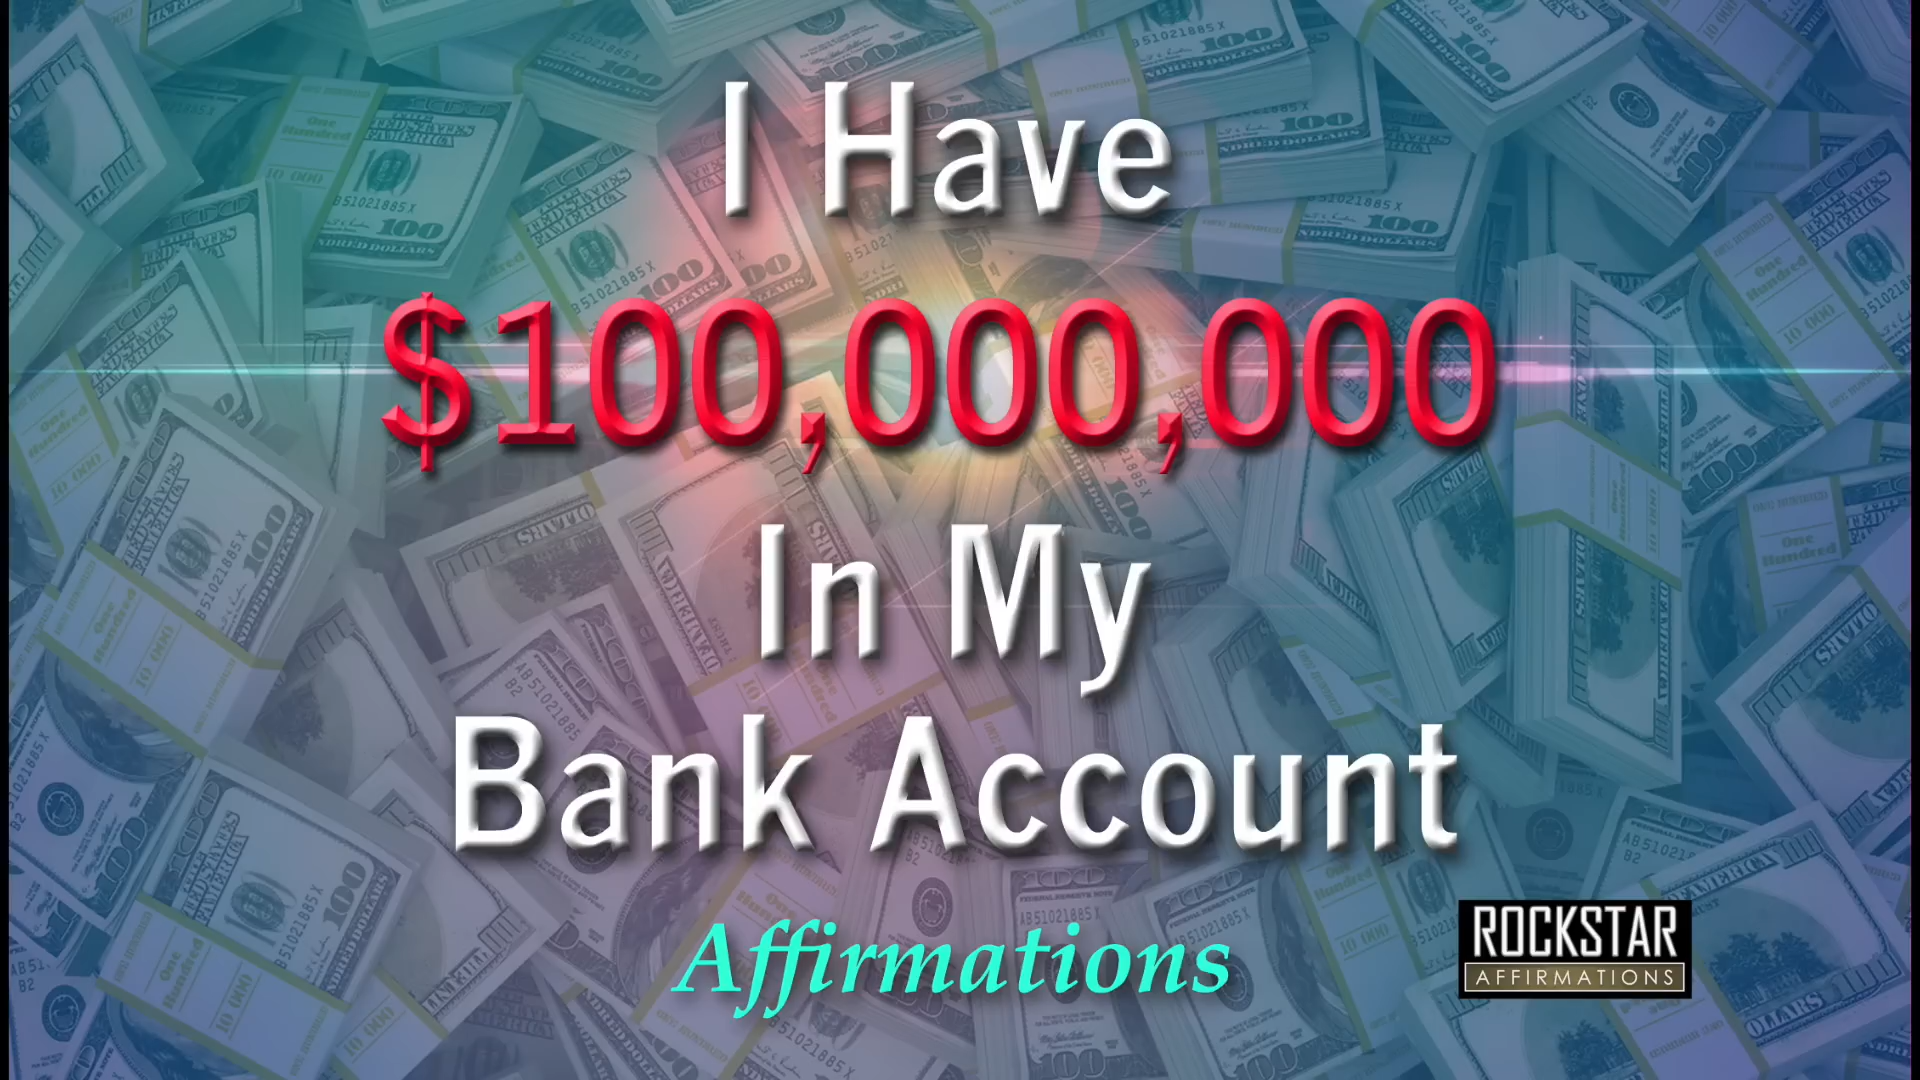 I Have
$100,000,000
In My
Bank Account
Affirmations
ROCKSTAR
AFFIRMATIONS